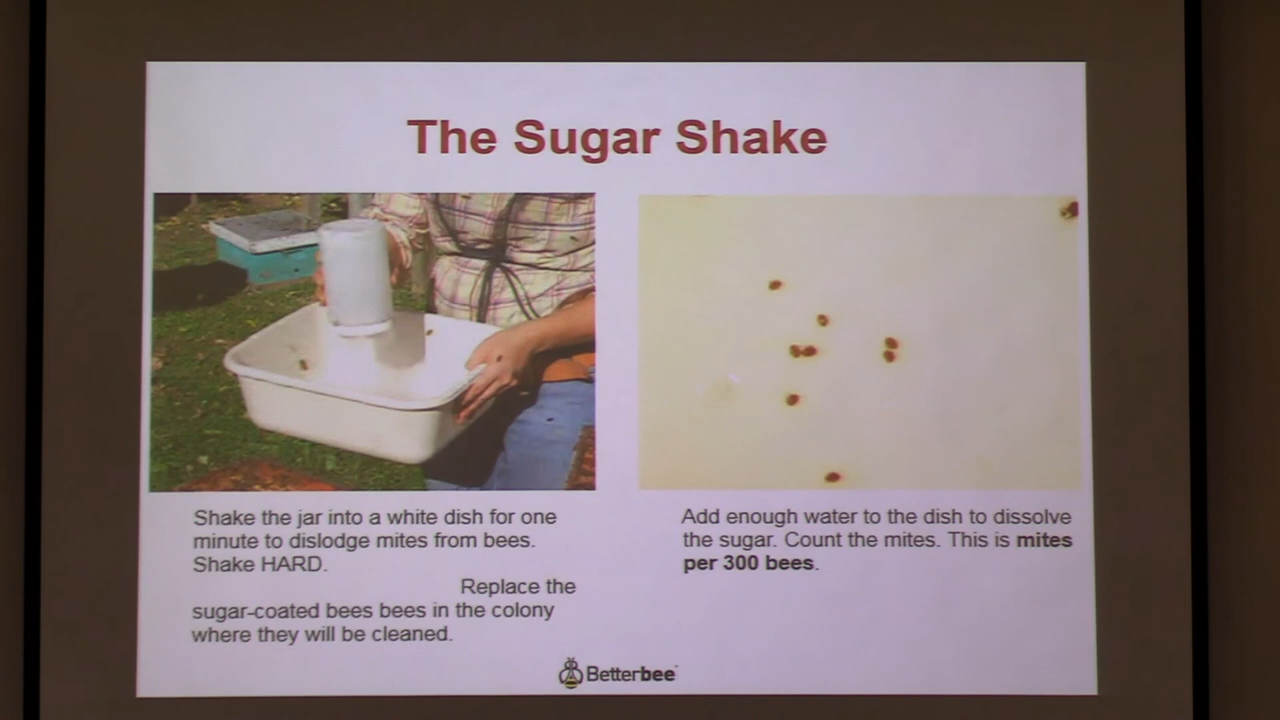 The Sugar Shake
Shake the jar into a white dish for one
minute to dislodge mites from bees.
Shake HARD.
Replace the
sugar-coated bees bees in the colony
where they will be cleaned.
Add enough water to the dish to dissolve
the sugar. Count the mites. This is mites
per 300 bees.
Betterbee